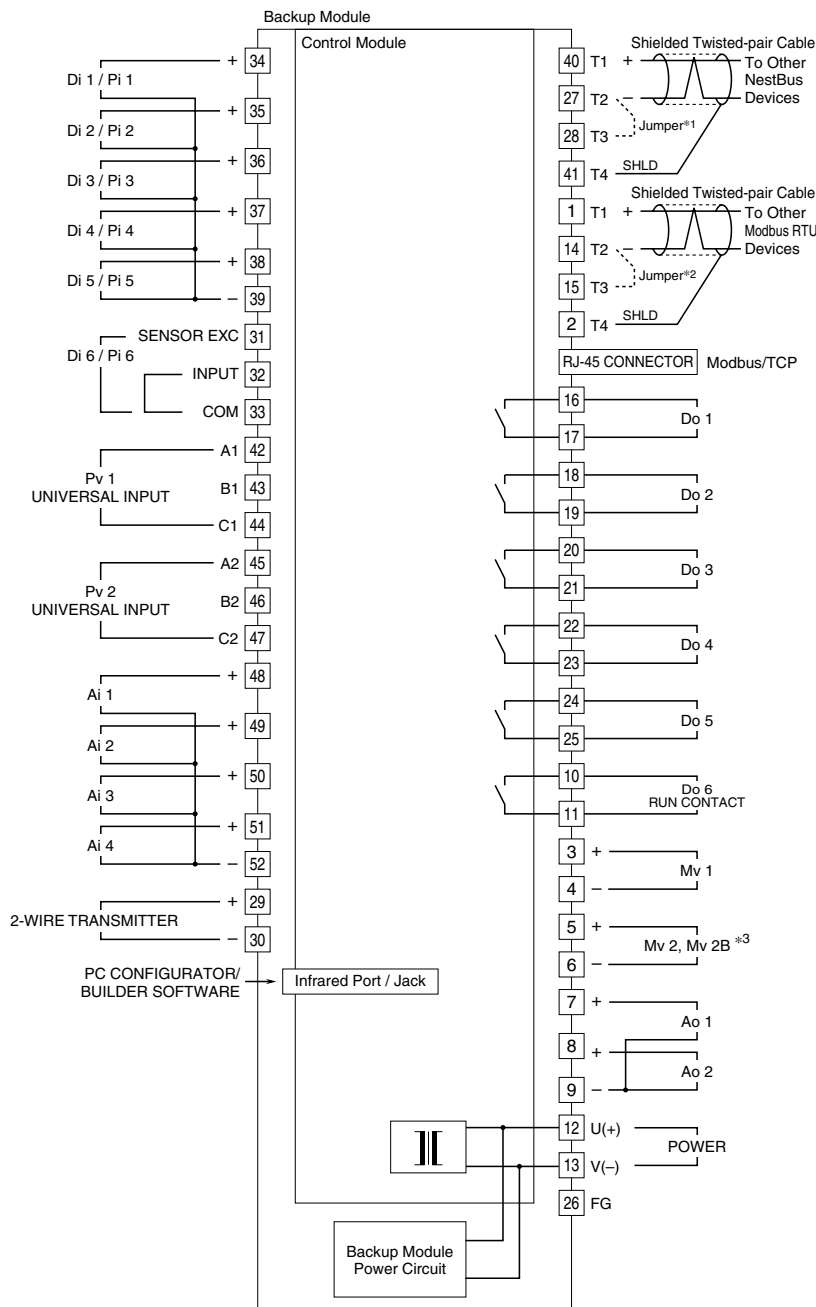 Backup Module
Control Module
Di 1 / Pi 1
+ 34
Di 2 / Pi 2
+ 35
Di 3 / Pi 3
+ 36
Di 4 / Pi 4
+ 37
Di 5 / Pi 5
+ 38
− 39
Di 6 / Pi 6
SENSOR EXC 31
INPUT 32
COM 33
Pv 1
UNIVERSAL INPUT
A1 42
B1 43
C1 44
Pv 2
UNIVERSAL INPUT
A2 45
B2 46
C2 47
Ai 1
+ 48
Ai 2
+ 49
Ai 3
+ 50
Ai 4
+ 51
− 52
2-WIRE TRANSMITTER
+ 29
− 30
PC CONFIGURATOR/
BUILDER SOFTWARE
Infrared Port / Jack
Shielded Twisted-pair Cable
40 T1 +
To Other
NestBus
Devices
27 T2 −
Jumper*1
28 T3
41 T4 SHLD
Shielded Twisted-pair Cable
1 T1 +
To Other
Modbus RTU
Devices
14 T2 −
Jumper*2
15 T3
2 T4 SHLD
RJ-45 CONNECTOR Modbus/TCP
16
Do 1
17
18
Do 2
19
20
Do 3
21
22
Do 4
23
24
Do 5
25
10
Do 6
RUN CONTACT
11
3 +
Mv 1
4 −
5 +
Mv 2, Mv 2B *3
6 −
7 +
Ao 1
8 +
Ao 2
9 −
12 U(+)
POWER
13 V(−)
26 FG
Backup Module
Power Circuit